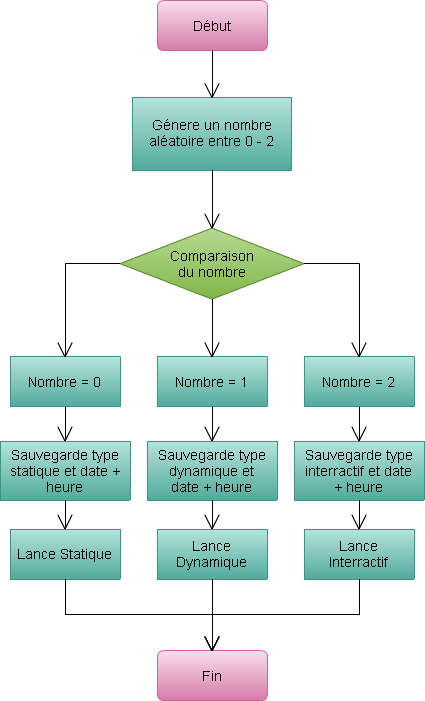 Début
Génere un nombre
aléatoire entre 0 - 2
Comparaison
du nombre
Nombre = 0
Nombre = 1
Nombre = 2
Sauvegarde type
statique et date +
heure
Sauvegarde type
dynamique et
date + heure
Sauvegarde type
interractif et date
+ heure
Lance Statique
Lance
Dynamique
Lance
Interractif
Fin